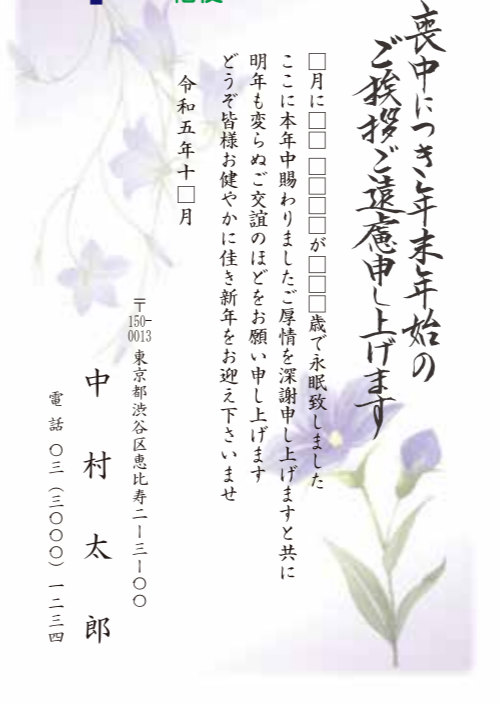 喪中につき年末年始の
ご挨拶ご遠慮申し上げます
□月に□□ □□□□が□□□歳で永眠致しました
ここに本年中賜わりましたご厚情を深謝申し上げますと共に
明年も変らぬご交誼のほどをお願い申し上げます
どうぞ皆様お健やかに佳き新年をお迎え下さいませ
令和五年十□月
〒150-0013 東京都渋谷区恵比寿二ー三ー〇〇
中村太郎
電話 〇三(三〇〇〇)一二三四